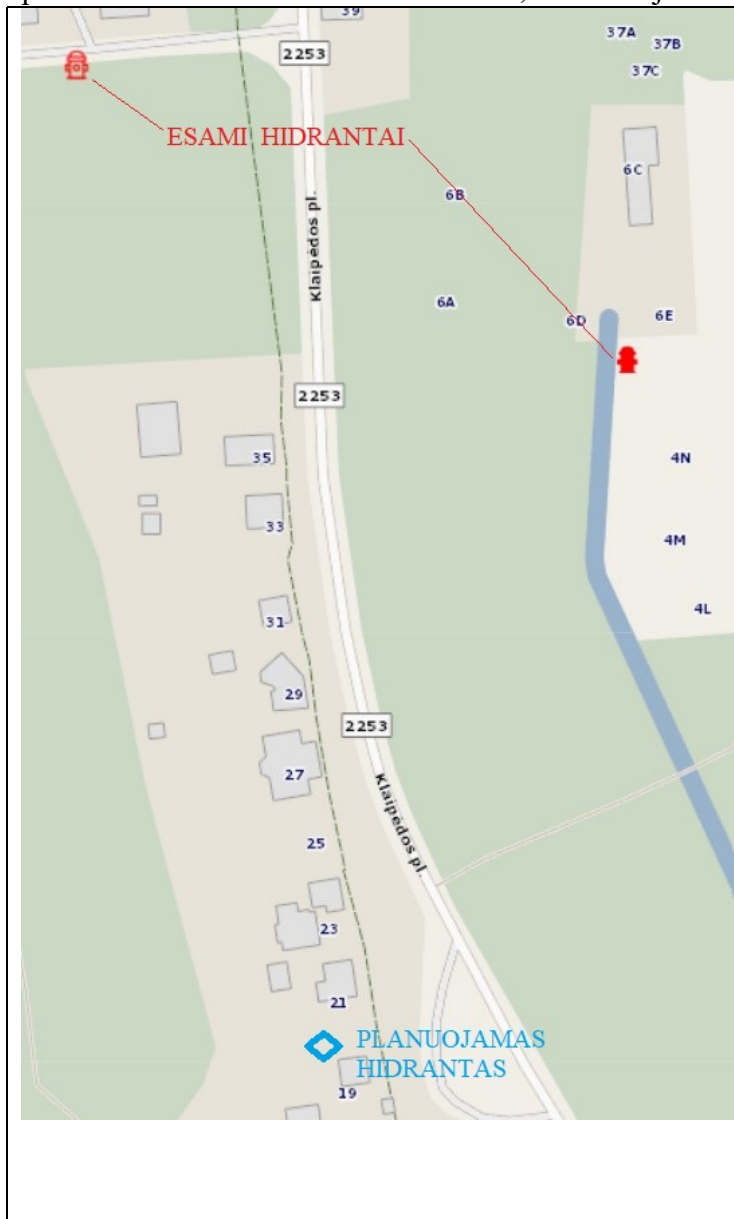 39
37A
37B
37C
2253
ESAMI HIDRANTAI
6C
6B
Klaipėdos pl.
6A
6D
6E
2253
35
4N
33
4M
31
4L
29
2253
27
Klaipėdos pl.
25
23
21
PLANUOJAMAS
HIDRANTAS
19